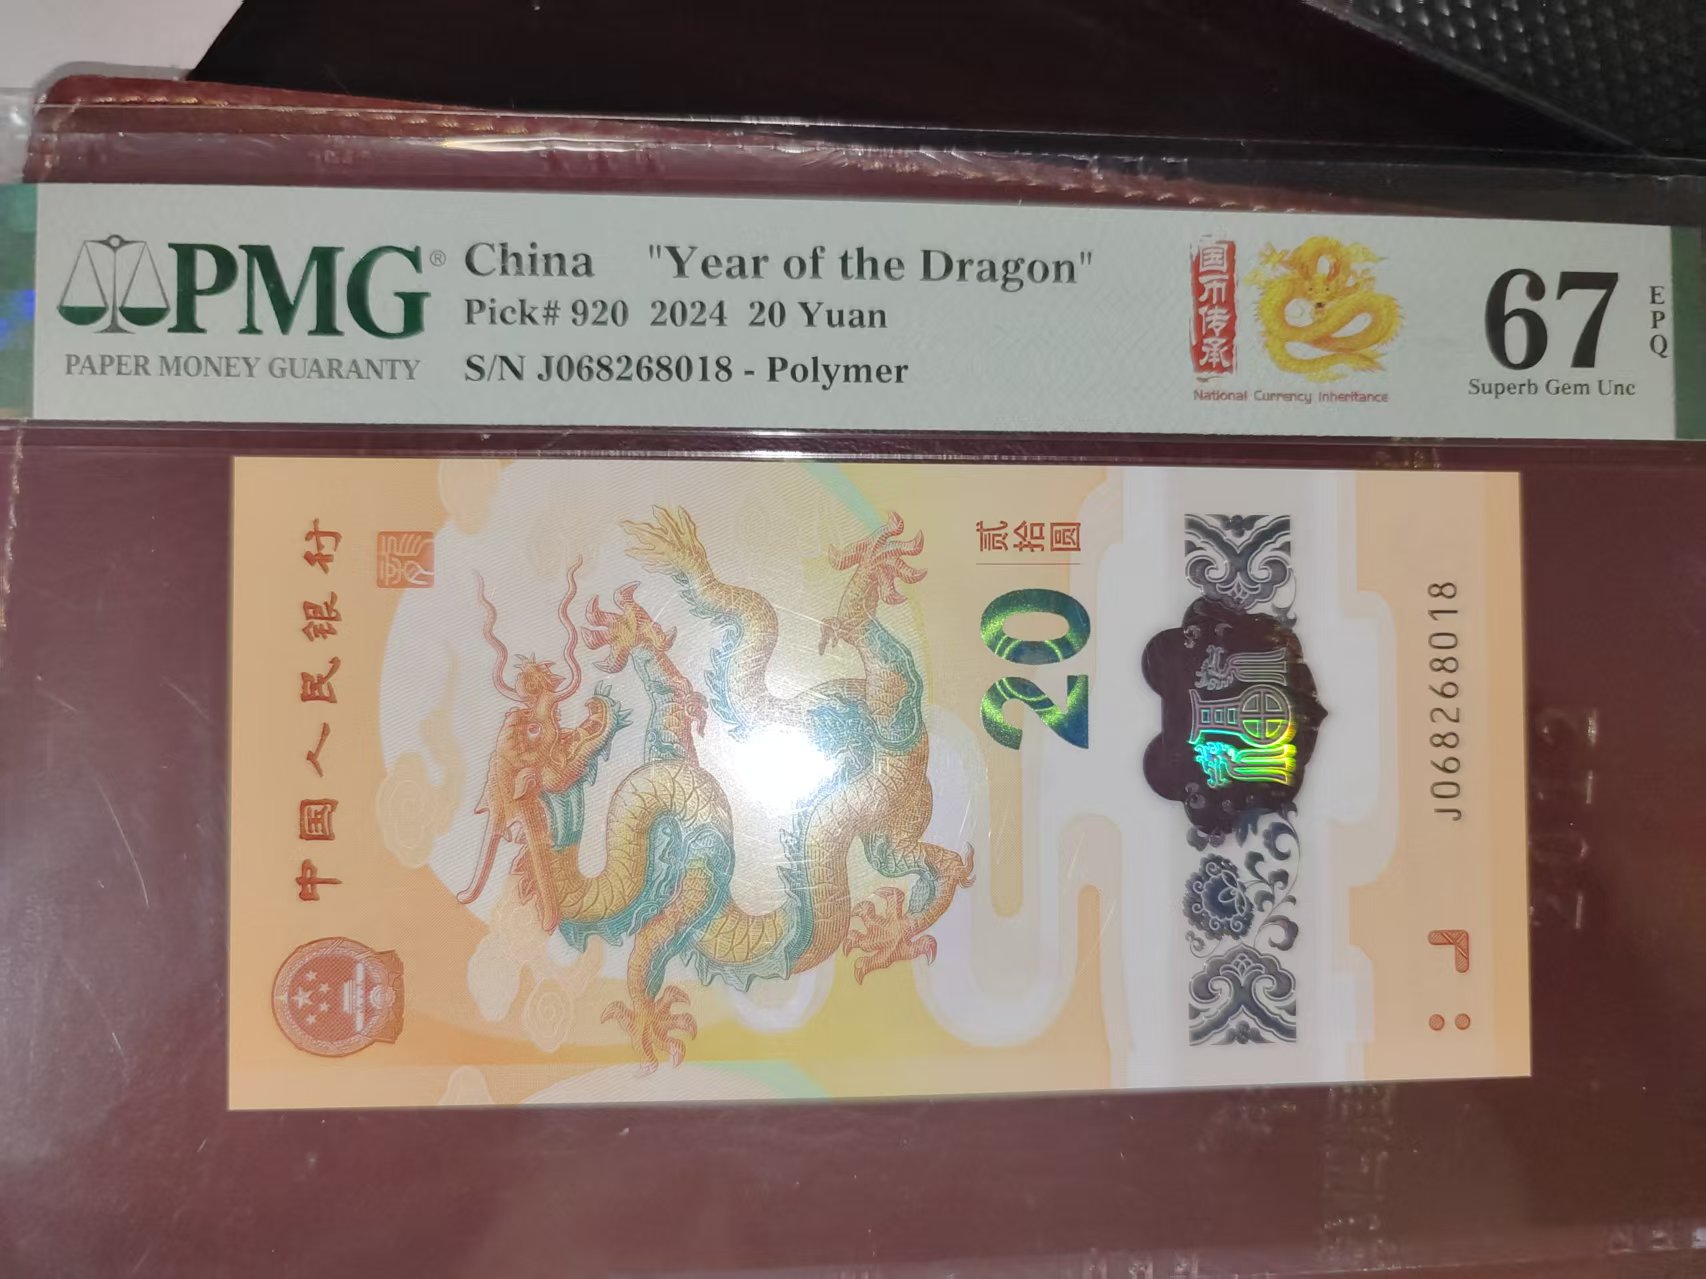 PMG®
PAPER MONEY GUARANTY
China "Year of the Dragon"
Pick# 920 2024 20 Yuan
S/N J068268018 - Polymer
国币传承
National Currency Inheritance
67
EPQ
Superb Gem Unc
中国人民银行
贰拾圆
20
福
J068268018